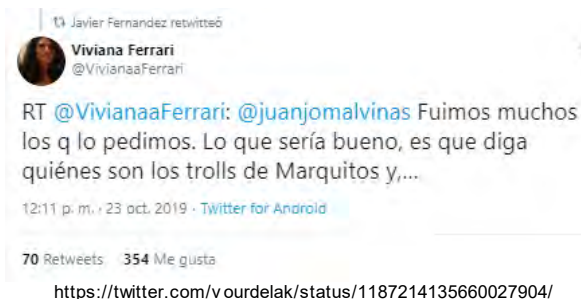 Javier Fernandez retwitteó
Viviana Ferrari
@VivianaaFerrari
RT @VivianaaFerrari: @juanjomalvinas Fuimos muchos
los q lo pedimos. Lo que sería bueno, es que diga
quiénes son los trolls de Marquitos y,...
12:11 p. m. · 23 oct. 2019 · Twitter for Android
70 Retweets 354 Me gusta
https://twitter.com/yourdelak/status/1187214135660027904/